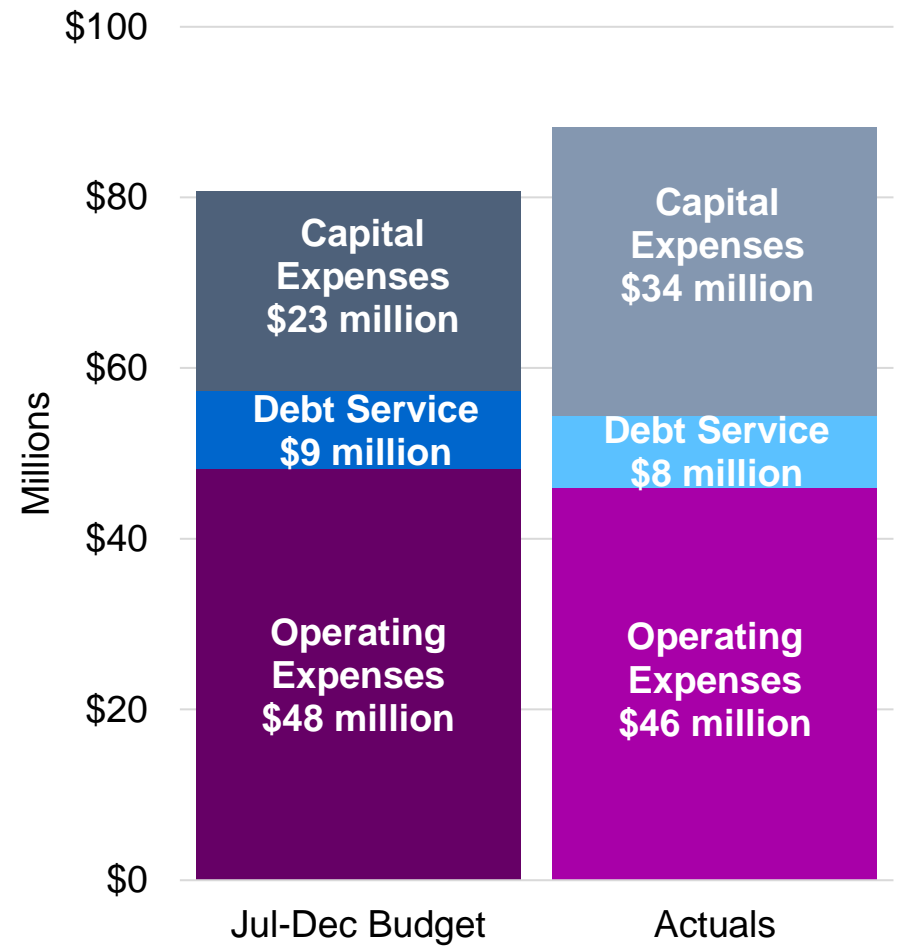 $100
$80
$60
$40
$20
$0
Millions
Capital
Expenses
$23 million
Debt Service
$9 million
Operating
Expenses
$48 million
Capital
Expenses
$34 million
Debt Service
$8 million
Operating
Expenses
$46 million
Jul-Dec Budget
Actuals